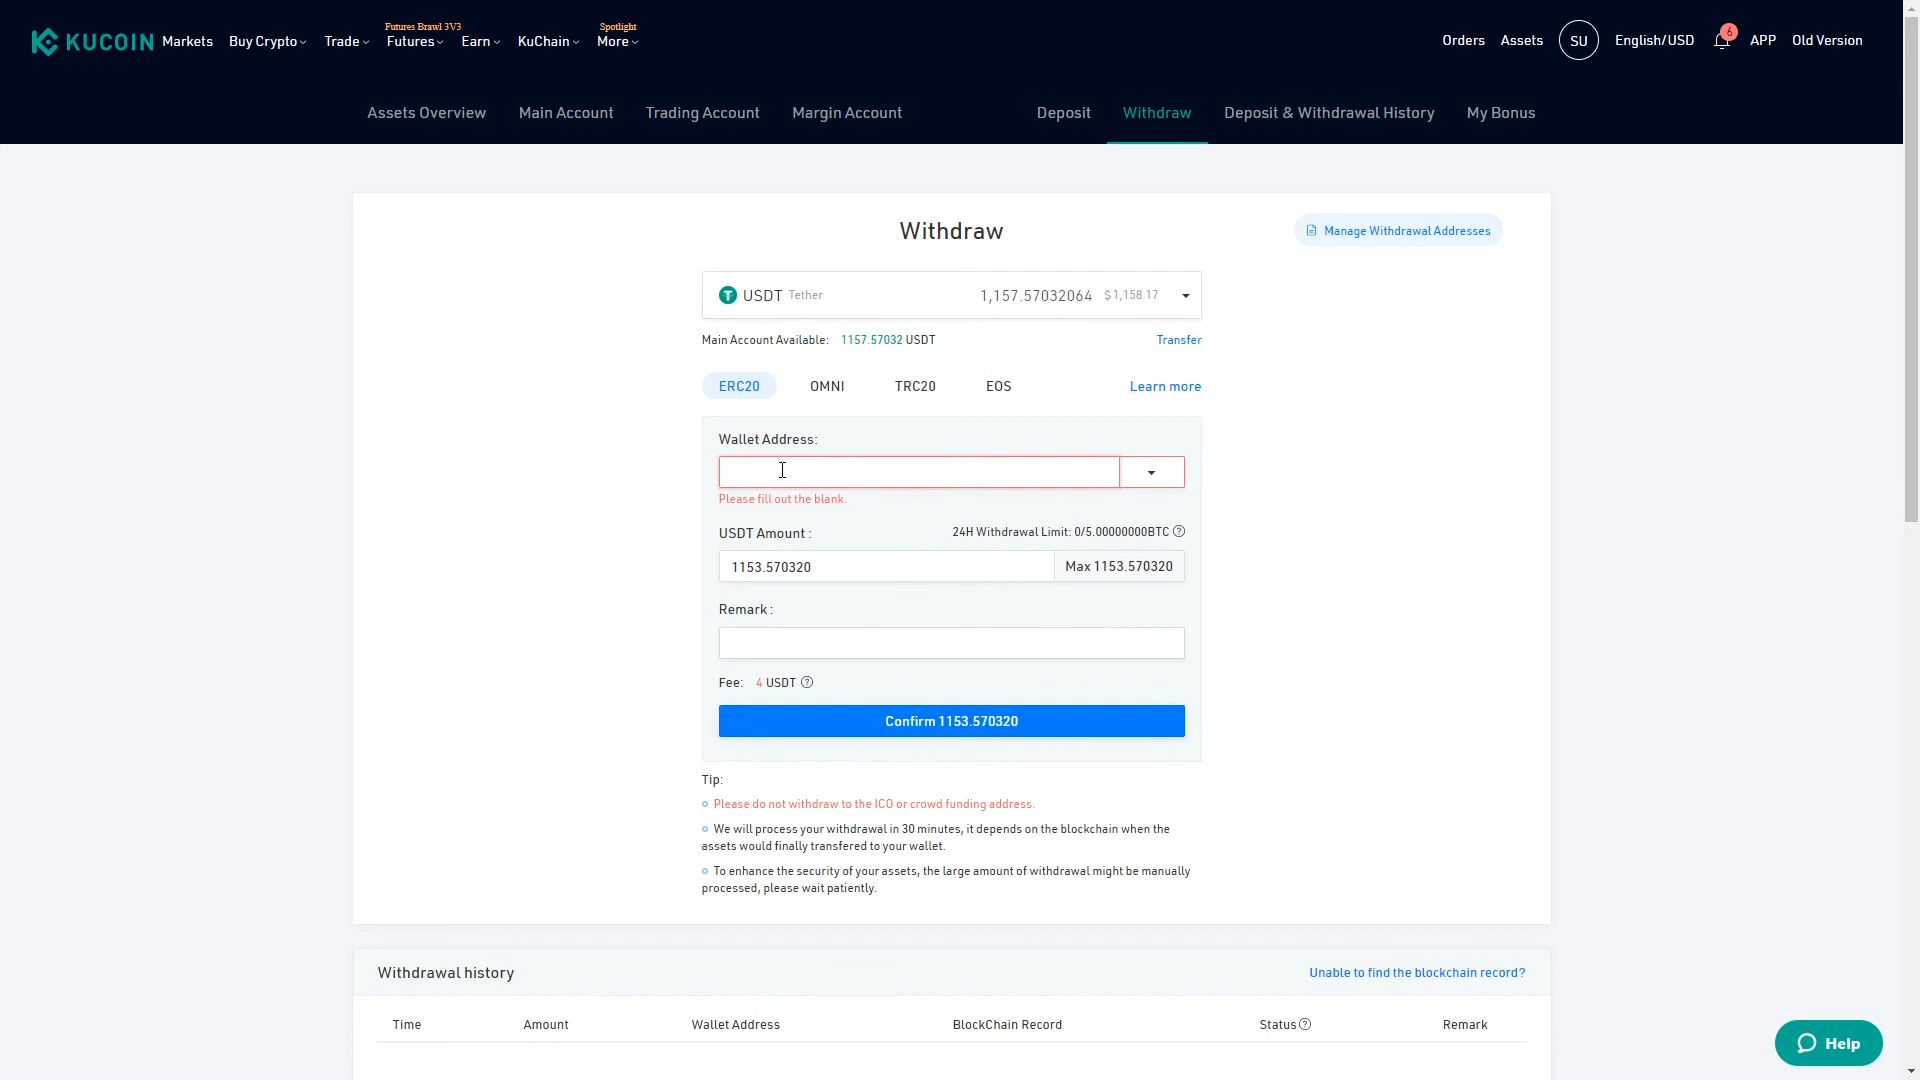 Futures Brawl 3V3
Spotlight
KUCOIN Markets Buy Crypto Trade Futures Earn KuChain More
Orders Assets SU English/USD 6 APP Old Version
Assets Overview Main Account Trading Account Margin Account Deposit Withdraw Deposit & Withdrawal History My Bonus
Withdraw
Manage Withdrawal Addresses
USDT Tether 1,157.57032064 $1,158.17
Main Account Available: 1157.57032 USDT Transfer
ERC20 OMNI TRC20 EOS Learn more
Wallet Address:
Please fill out the blank.
USDT Amount : 24H Withdrawal Limit: 0/5.00000000BTC ?
1153.570320 Max 1153.570320
Remark :
Fee: 4 USDT ?
Confirm 1153.570320
Tip:
Please do not withdraw to the ICO or crowd funding address.
We will process your withdrawal in 30 minutes, it depends on the blockchain when the
assets would finally transfered to your wallet.
To enhance the security of your assets, the large amount of withdrawal might be manually
processed, please wait patiently.
Withdrawal history Unable to find the blockchain record?
Time Amount Wallet Address BlockChain Record Status ? Remark
Help